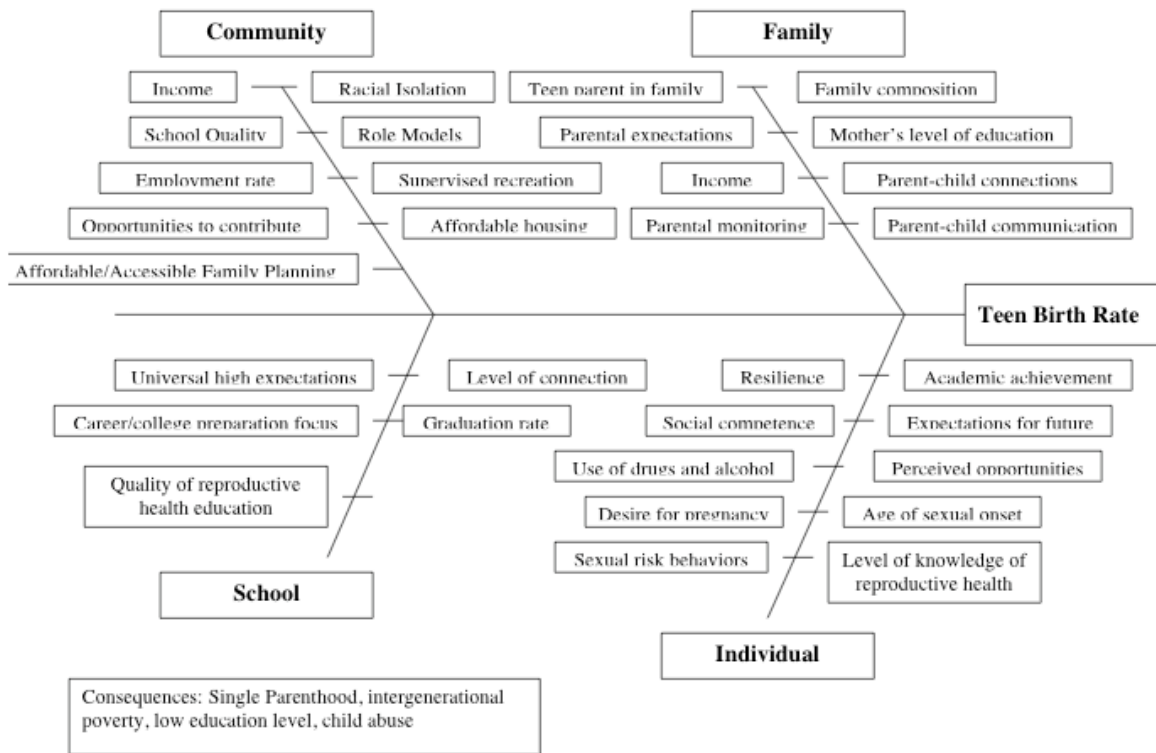 Community
Family
Income
Racial Isolation
Teen parent in family
Family composition
School Quality
Role Models
Parental expectations
Mother's level of education
Employment rate
Supervised recreation
Income
Parent-child connections
Opportunities to contribute
Affordable housing
Parental monitoring
Parent-child communication
Affordable/Accessible Family Planning
Teen Birth Rate
Universal high expectations
Level of connection
Resilience
Academic achievement
Career/college preparation focus
Graduation rate
Social competence
Expectations for future
Use of drugs and alcohol
Perceived opportunities
Quality of reproductive
health education
Desire for pregnancy
Age of sexual onset
Sexual risk behaviors
Level of knowledge of
reproductive health
School
Individual
Consequences: Single Parenthood, intergenerational
poverty, low education level, child abuse